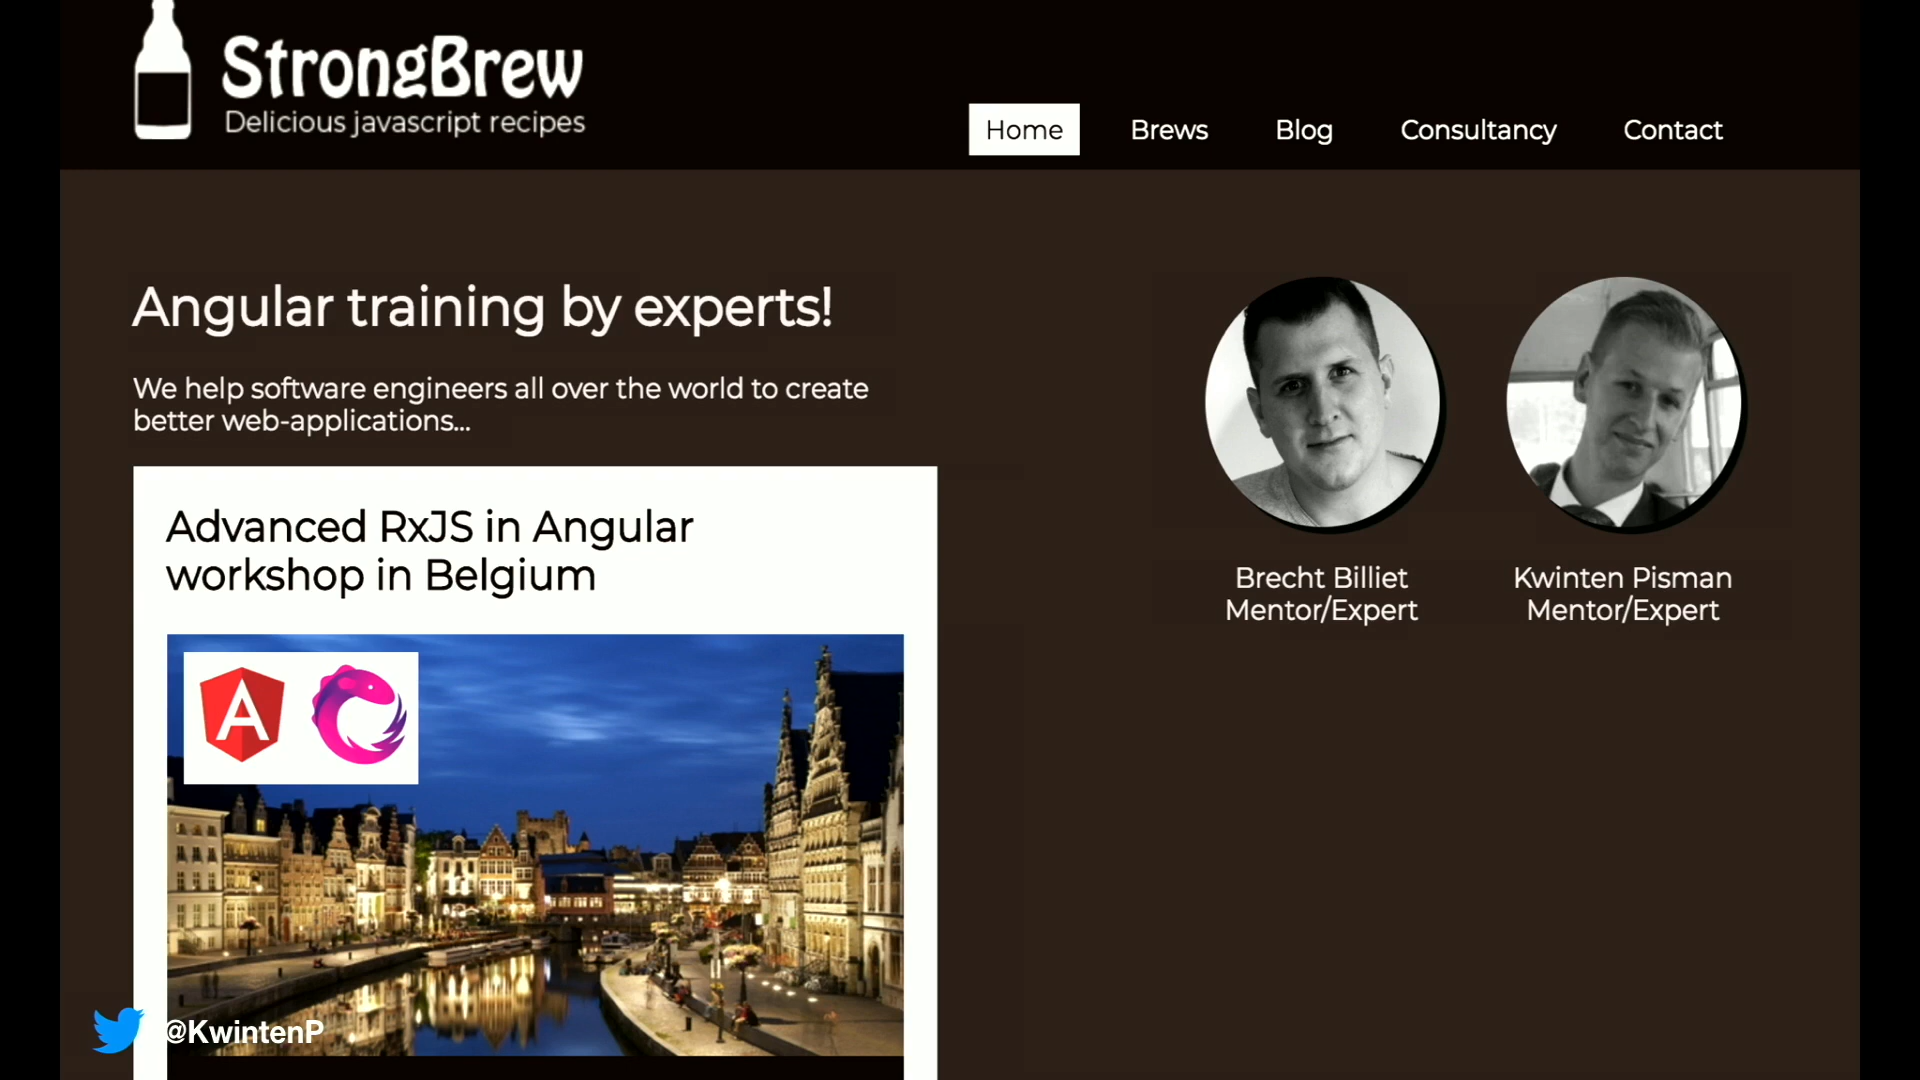 StrongBrew
Delicious javascript recipes
Home
Brews
Blog
Consultancy
Contact
Angular training by experts!
We help software engineers all over the world to create
better web-applications...
Advanced RxJS in Angular
workshop in Belgium
A
Brecht Billiet
Mentor/Expert
Kwinten Pisman
Mentor/Expert
@KwintenP